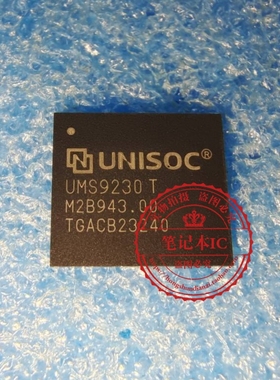 UNISOC®
UMS9230 T
M2B943.00
TGACB23240
笔记本IC